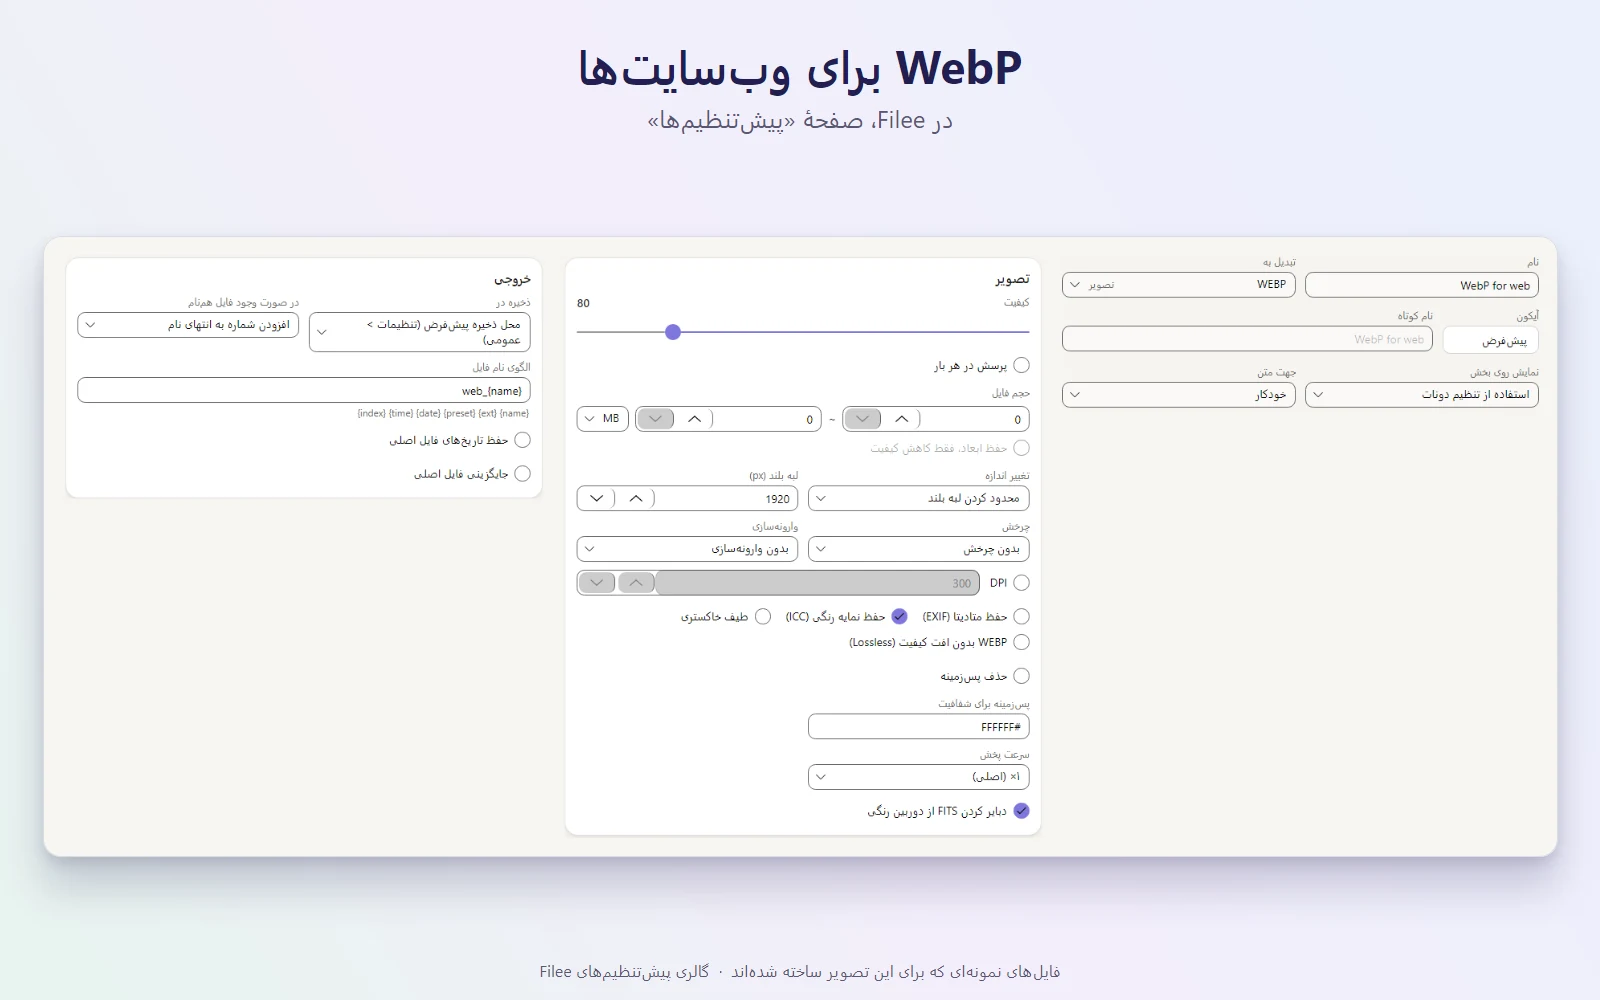 WebP برای وب‌سایت‌ها
در Filee، صفحهٔ «پیش‌تنظیم‌ها»
نام
تبدیل به
WebP for web
WEBP
تصویر
آیکون
نام کوتاه
پیش‌فرض
WebP for web
نمایش روی بخش
جهت متن
استفاده از تنظیم دونات
خودکار
تصویر
کیفیت
80
پرسش در هر بار
حجم فایل
0
~
0
MB
حفظ ابعاد، فقط کاهش کیفیت
تغییر اندازه
لبه بلند (px)
محدود کردن لبه بلند
1920
چرخش
وارونه‌سازی
بدون چرخش
بدون وارونه‌سازی
DPI
300
حفظ متادیتا (EXIF)
حفظ نمایه رنگی (ICC)
طیف خاکستری
WEBP بدون افت کیفیت (Lossless)
حذف پس‌زمینه
پس‌زمینه برای شفافیت
FFFFFF#
سرعت پخش
۱× (اصلی)
دبایر کردن FITS از دوربین رنگی
خروجی
ذخیره در
در صورت وجود فایل هم‌نام
محل ذخیره پیش‌فرض (تنظیمات >
عمومی)
افزودن شماره به انتهای نام
الگوی نام فایل
web_{name}
{index} {time} {date} {preset} {ext} {name}
حفظ تاریخ‌های فایل اصلی
جایگزینی فایل اصلی
فایل‌های نمونه‌ای که برای این تصویر ساخته شده‌اند · گالری پیش‌تنظیم‌های Filee